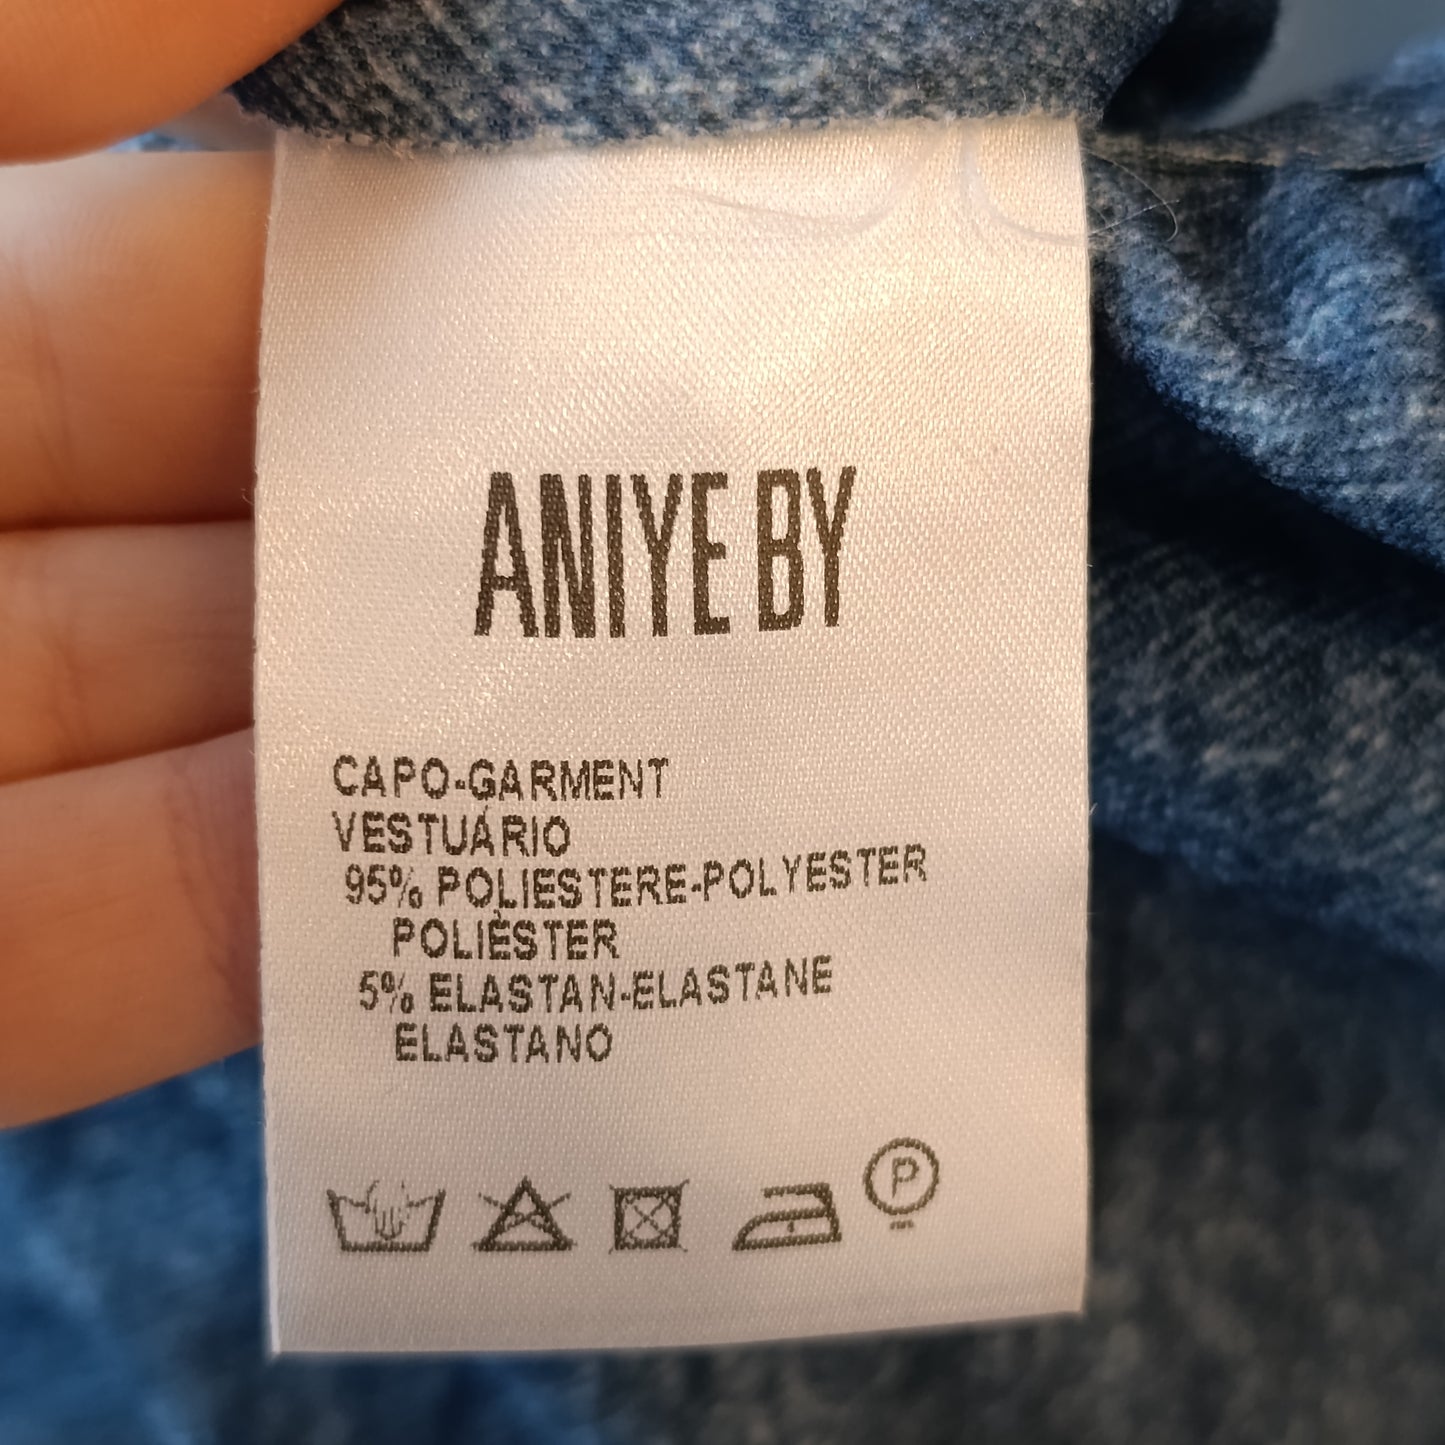 ANIYE BY
CAPO-GARMENT
VESTUÁRIO
95% POLIESTERE-POLYESTER
POLIÈSTER
5% ELASTAN-ELASTANE
ELASTANO
P